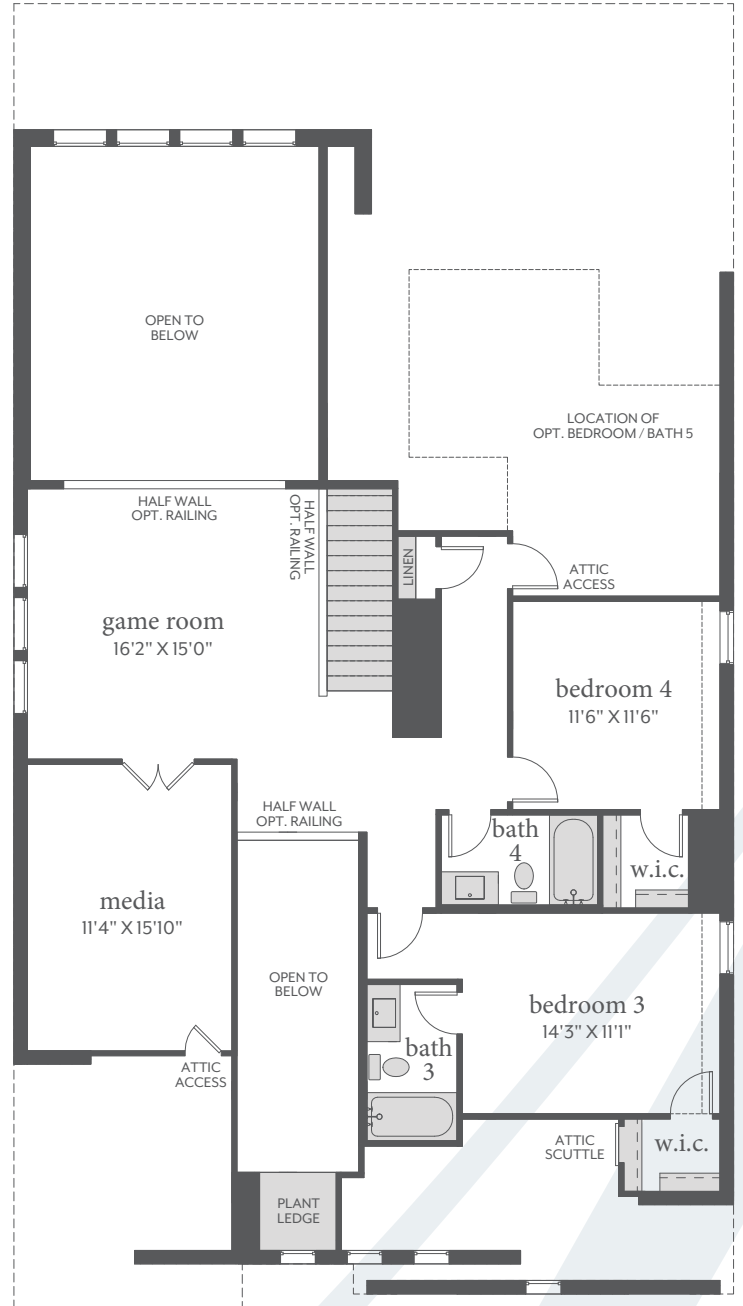 OPEN TO
BELOW
LOCATION OF
OPT. BEDROOM / BATH 5
HALF WALL
OPT. RAILING
HALF WALL
OPT. RAILING
LINEN
ATTIC
ACCESS
game room
16'2" X 15'0"
bedroom 4
11'6" X 11'6"
HALF WALL
OPT. RAILING
bath
4
w.i.c.
media
11'4" X 15'10"
OPEN TO
BELOW
bedroom 3
14'3" X 11'1"
bath
3
ATTIC
ACCESS
ATTIC
SCUTTLE
w.i.c.
PLANT
LEDGE